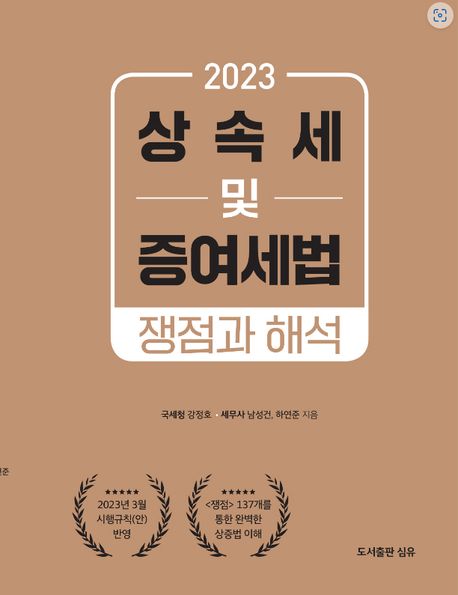 2023
상속세
및
증여세법
쟁점과 해석
국세청 강정호 • 세무사 남성건, 하연준 지음
연준
★★★★★
2023년 3월
시행규칙(안)
반영
★★★★★
<쟁점> 137개를
통한 완벽한
상증법 이해
도서출판 심유